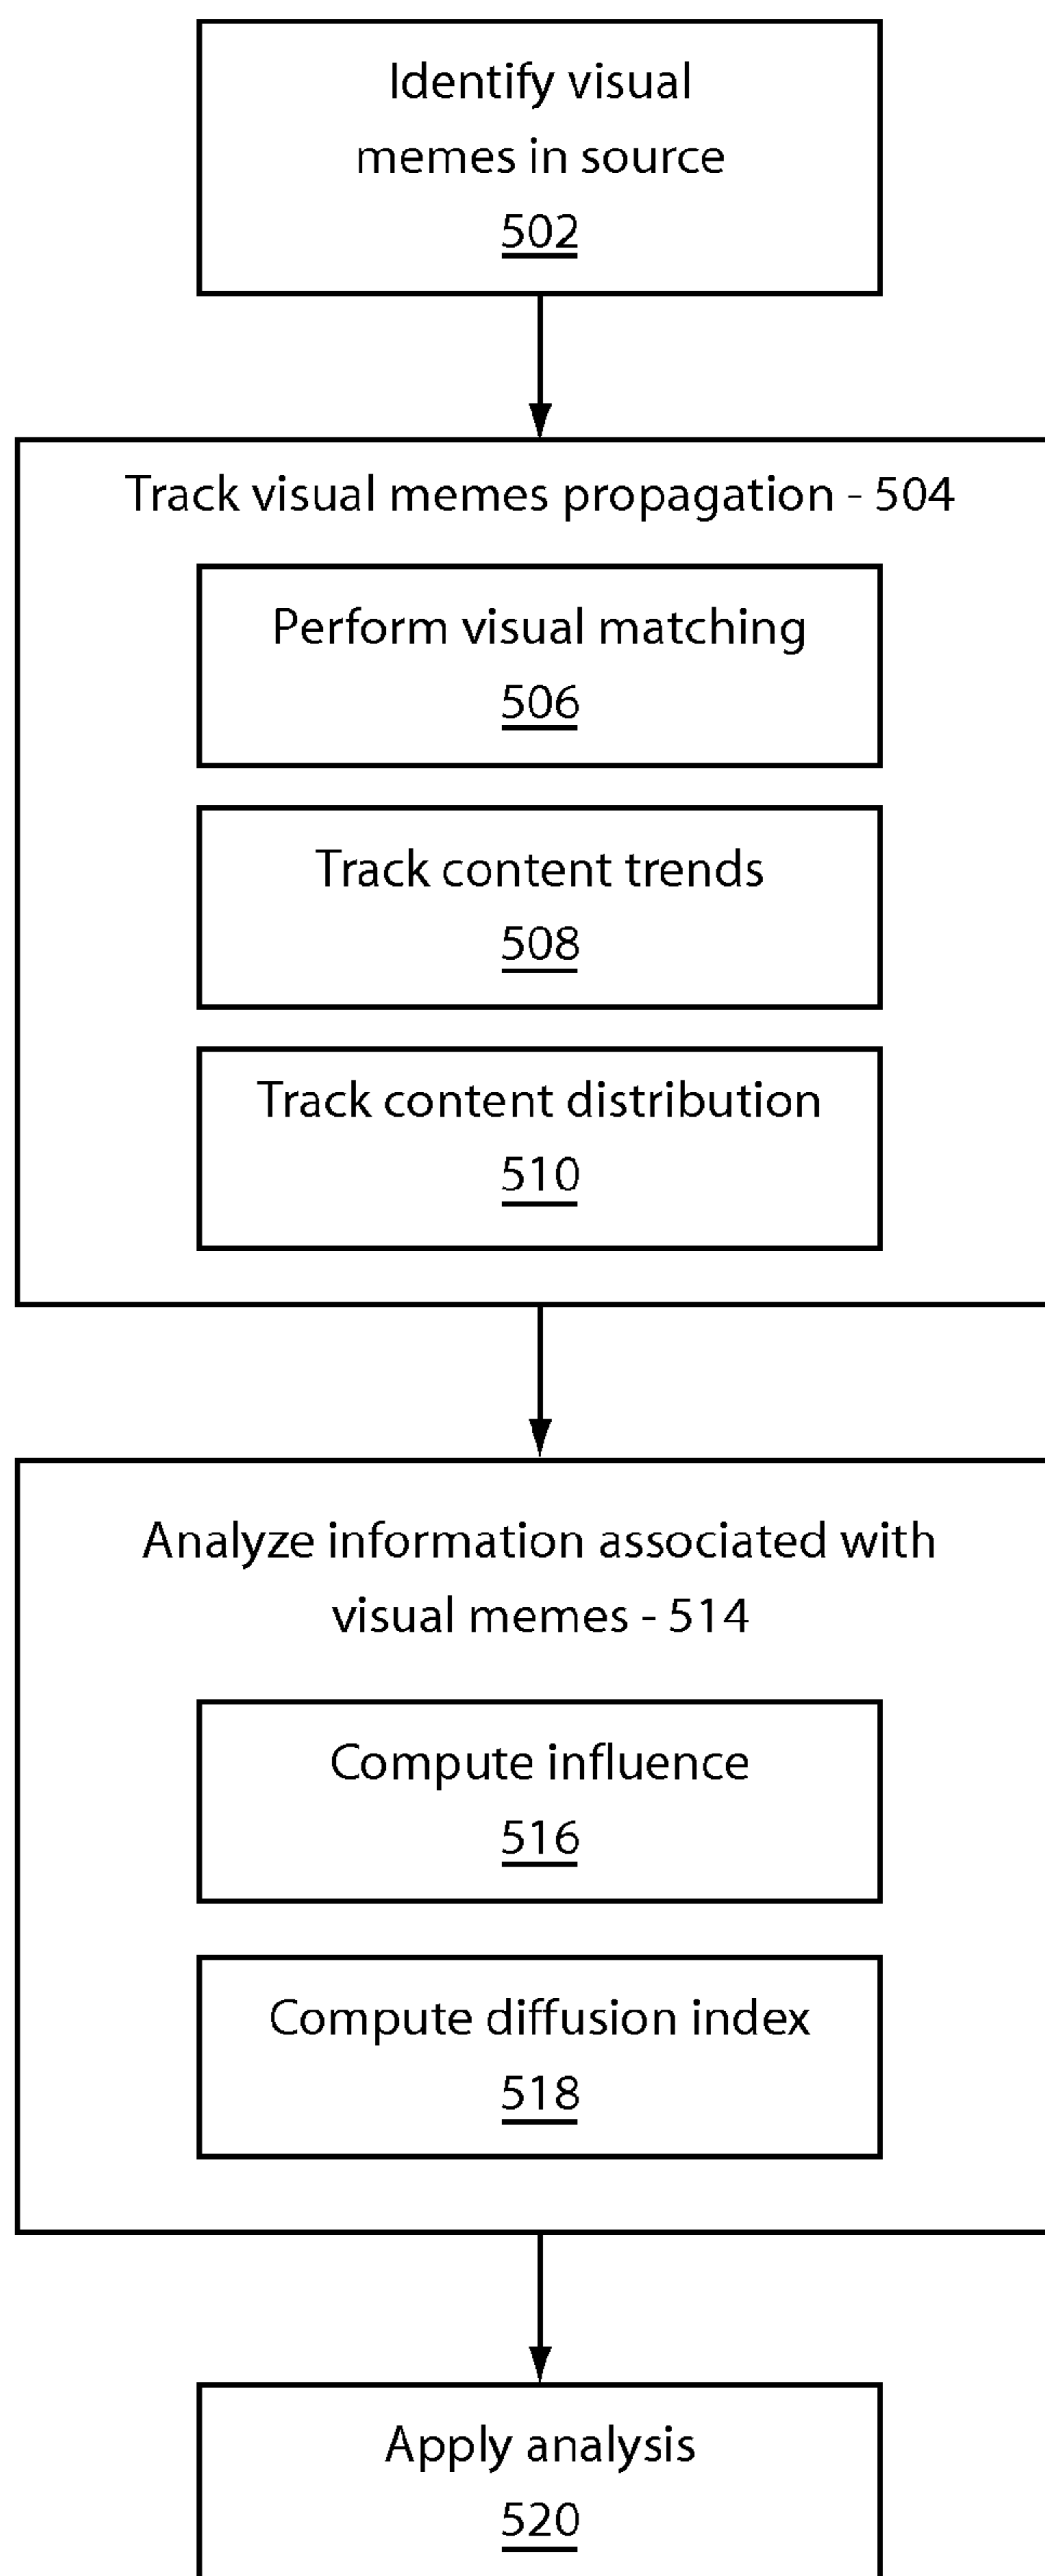 Identify visual
memes in source
502
Track visual memes propagation - 504
Perform visual matching
506
Track content trends
508
Track content distribution
510
Analyze information associated with
visual memes - 514
Compute influence
516
Compute diffusion index
518
Apply analysis
520